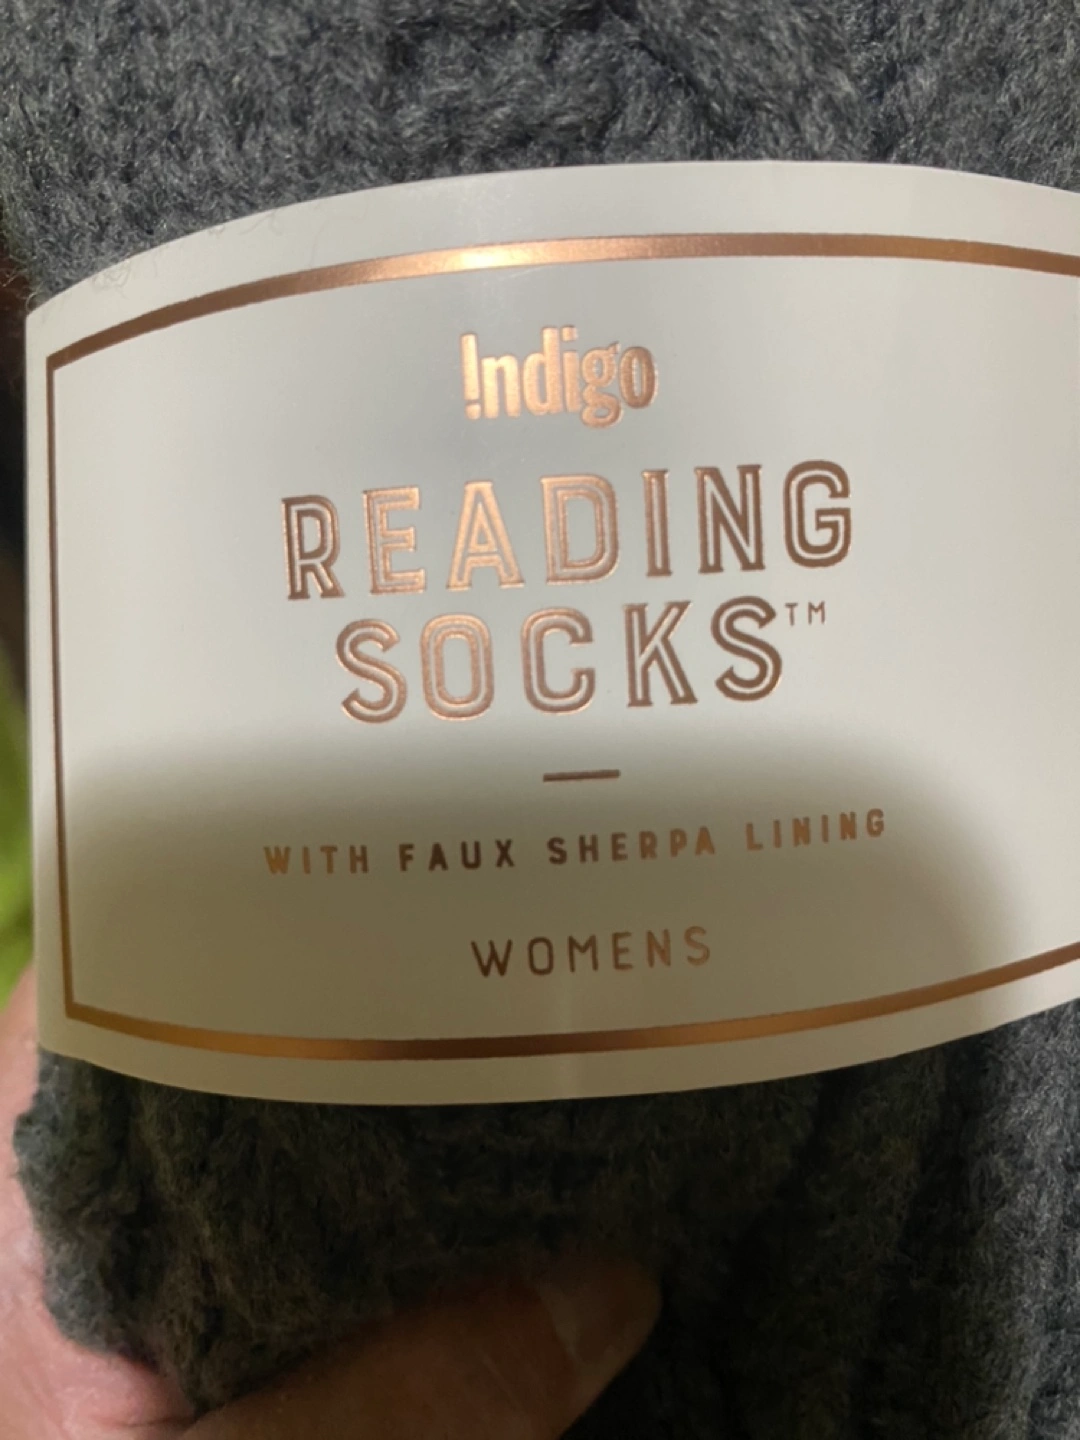 !ndigo
READING
SOCKS™
WITH FAUX SHERPA LINING
WOMENS